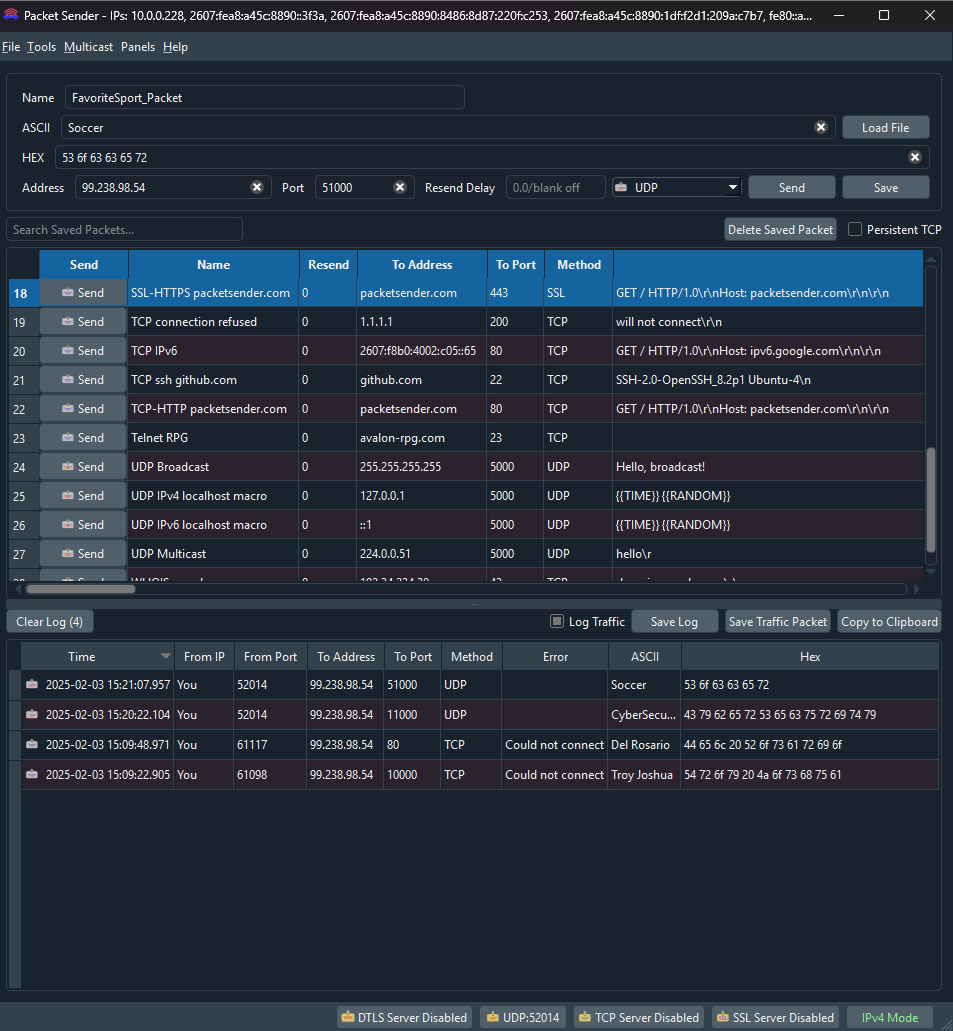 Packet Sender - IPs: 10.0.0.228, 2607:fea8:a45c:8890::3f3a, 2607:fea8:a45c:8890:8486:8d87:220f:c253, 2607:fea8:a45c:8890:1df:f2d1:209a:c7b7, fe80::a...
File Tools Multicast Panels Help
Name FavoriteSport_Packet
ASCII Soccer Load File
HEX 53 6f 63 63 65 72
Address 99.238.98.54 Port 51000 Resend Delay 0.0/blank off UDP Send Save
Search Saved Packets... Delete Saved Packet Persistent TCP
Send Name Resend To Address To Port Method
18 Send SSL-HTTPS packetsender.com 0 packetsender.com 443 SSL GET / HTTP/1.0\r\nHost: packetsender.com\r\n\r\n
19 Send TCP connection refused 0 1.1.1.1 200 TCP will not connect\r\n
20 Send TCP IPv6 0 2607:f8b0:4002:c05::65 80 TCP GET / HTTP/1.0\r\nHost: ipv6.google.com\r\n\r\n
21 Send TCP ssh github.com 0 github.com 22 TCP SSH-2.0-OpenSSH_8.2p1 Ubuntu-4\n
22 Send TCP-HTTP packetsender.com 0 packetsender.com 80 TCP GET / HTTP/1.0\r\nHost: packetsender.com\r\n\r\n
23 Send Telnet RPG 0 avalon-rpg.com 23 TCP
24 Send UDP Broadcast 0 255.255.255.255 5000 UDP Hello, broadcast!
25 Send UDP IPv4 localhost macro 0 127.0.0.1 5000 UDP {{TIME}} {{RANDOM}}
26 Send UDP IPv6 localhost macro 0 ::1 5000 UDP {{TIME}} {{RANDOM}}
27 Send UDP Multicast 0 224.0.0.51 5000 UDP hello\r
Clear Log (4) Log Traffic Save Log Save Traffic Packet Copy to Clipboard
Time From IP From Port To Address To Port Method Error ASCII Hex
2025-02-03 15:21:07.957 You 52014 99.238.98.54 51000 UDP Soccer 53 6f 63 63 65 72
2025-02-03 15:20:22.104 You 52014 99.238.98.54 11000 UDP CyberSecu... 43 79 62 65 72 53 65 63 75 72 69 74 79
2025-02-03 15:09:48.971 You 61117 99.238.98.54 80 TCP Could not connect Del Rosario 44 65 6c 20 52 6f 73 61 72 69 6f
2025-02-03 15:09:22.905 You 61098 99.238.98.54 10000 TCP Could not connect Troy Joshua 54 72 6f 79 20 4a 6f 73 68 75 61
DTLS Server Disabled UDP:52014 TCP Server Disabled SSL Server Disabled IPv4 Mode